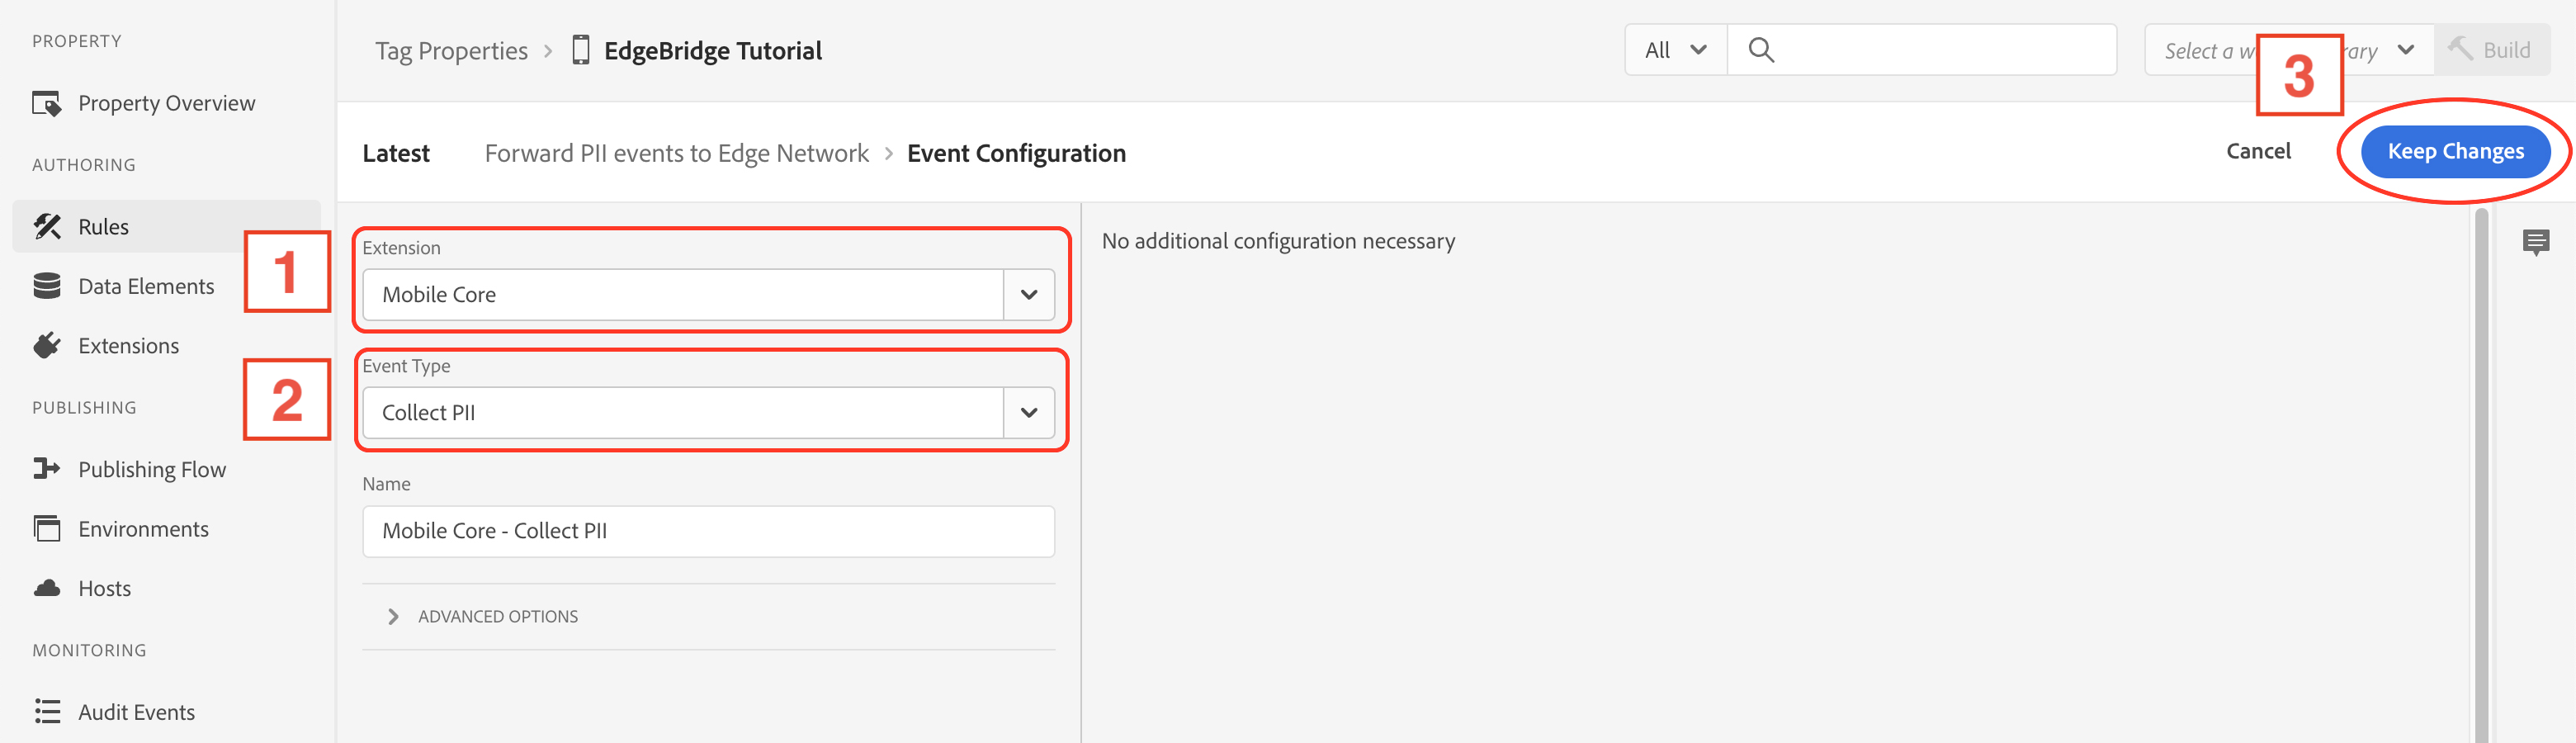 PROPERTY
Property Overview
AUTHORING
Rules
Data Elements
Extensions
PUBLISHING
Publishing Flow
Environments
Hosts
MONITORING
Audit Events
1
2
Tag Properties > EdgeBridge Tutorial
All
Select a w rary
Build
3
Latest Forward PII events to Edge Network > Event Configuration
Cancel
Keep Changes
Extension
Mobile Core
Event Type
Collect PII
Name
Mobile Core - Collect PII
ADVANCED OPTIONS
No additional configuration necessary